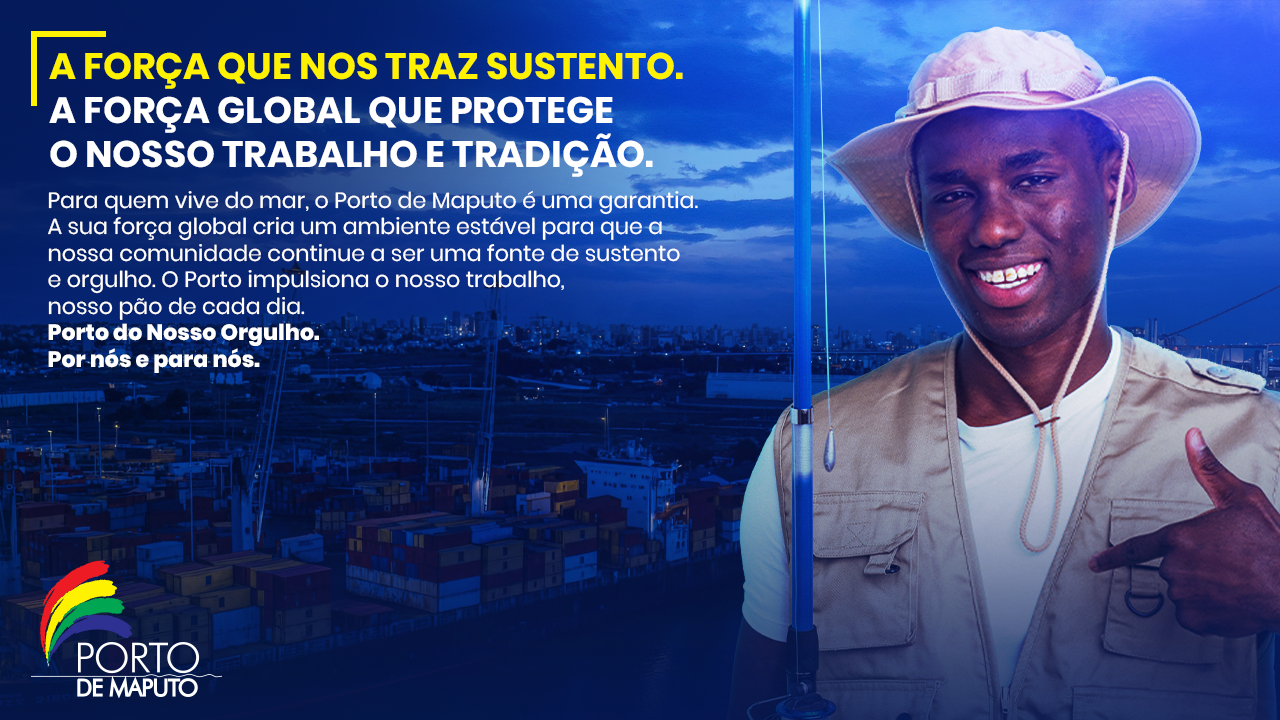 A FORÇA QUE NOS TRAZ SUSTENTO.
A FORÇA GLOBAL QUE PROTEGE
O NOSSO TRABALHO E TRADIÇÃO.
Para quem vive do mar, o Porto de Maputo é uma garantia.
A sua força global cria um ambiente estável para que a
nossa comunidade continue a ser uma fonte de sustento
e orgulho. O Porto impulsiona o nosso trabalho,
nosso pão de cada dia.
Porto do Nosso Orgulho.
Por nós e para nós.
PORTO
DE MAPUTO